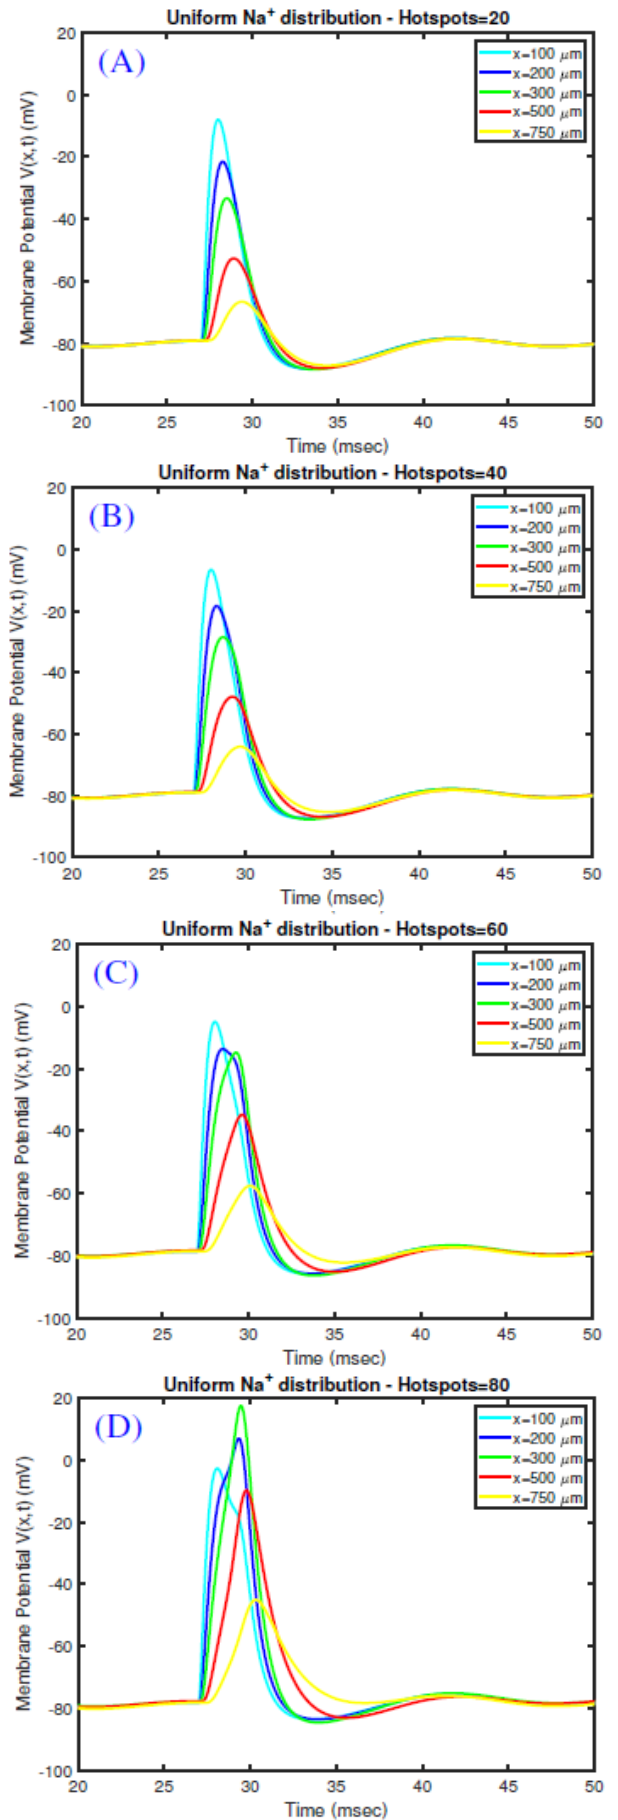 Uniform Na+ distribution - Hotspots=20
(A)
x=100 μm
x=200 μm
x=300 μm
x=500 μm
x=750 μm
Membrane Potential V(x,t) (mV)
20
0
-20
-40
-60
-80
-100
20 25 30 35 40 45 50
Time (msec)
Uniform Na+ distribution - Hotspots=40
(B)
x=100 μm
x=200 μm
x=300 μm
x=500 μm
x=750 μm
Membrane Potential V(x,t) (mV)
20
0
-20
-40
-60
-80
-100
20 25 30 35 40 45 50
Time (msec)
Uniform Na+ distribution - Hotspots=60
(C)
x=100 μm
x=200 μm
x=300 μm
x=500 μm
x=750 μm
Membrane Potential V(x,t) (mV)
20
0
-20
-40
-60
-80
-100
20 25 30 35 40 45 50
Time (msec)
Uniform Na+ distribution - Hotspots=80
(D)
x=100 μm
x=200 μm
x=300 μm
x=500 μm
x=750 μm
Membrane Potential V(x,t) (mV)
20
0
-20
-40
-60
-80
-100
20 25 30 35 40 45 50
Time (msec)